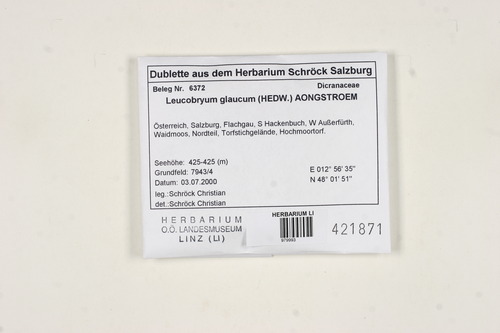 Dublette aus dem Herbarium Schröck Salzburg
Beleg Nr. 6372 Dicranaceae
Leucobryum glaucum (HEDW.) AONGSTROEM
Österreich, Salzburg, Flachgau, S Hackenbuch, W Außerfürth,
Waidmoos, Nordteil, Torfstichgelände, Hochmoortorf.
Seehöhe: 425-425 (m)
Grundfeld: 7943/4 E 012° 56' 35''
Datum: 03.07.2000 N 48° 01' 51''
leg.:Schröck Christian
det.:Schröck Christian
HERBARIUM
O.Ö. LANDESMUSEUM
LINZ (LI)
HERBARIUM LI
979993
421871